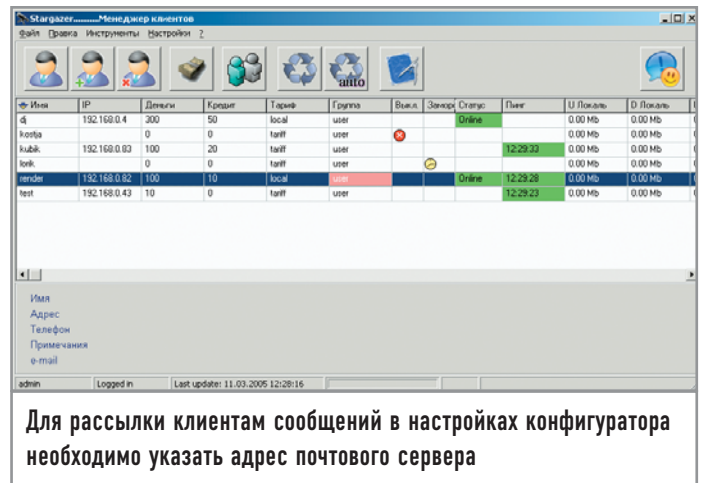 Stargazer.........Менеджер клиентов
Файл Правка Инструменты Настройки ?
auto
Имя IP Деньги Кредит Тариф Группа Выкл. Замор Статус Пинг U Локаль D Локаль
dj 192.168.0.4 300 50 local user Online 0.00 Mb 0.00 Mb
kostja 0 0 tariff user 0.00 Mb 0.00 Mb
kubik 192.168.0.83 100 20 tariff user 12:29:33 0.00 Mb 0.00 Mb
lorik 0 0 tariff user 0.00 Mb 0.00 Mb
render 192.168.0.82 100 10 local user Online 12:29:28 0.00 Mb 0.00 Mb
test 192.168.0.43 10 0 tariff user 12:29:23 0.00 Mb 0.00 Mb
Имя
Адрес
Телефон
Примечания
e-mail
admin Logged in Last update: 11.03.2005 12:28:16
Для рассылки клиентам сообщений в настройках конфигуратора
необходимо указать адрес почтового сервера